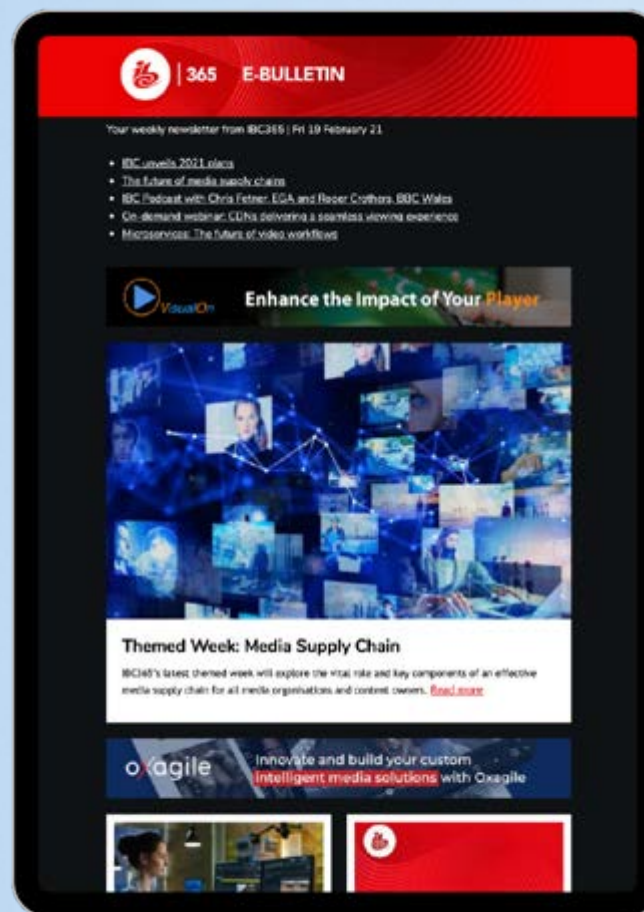 ibc 365 E-BULLETIN
Your weekly newsletter from IBC365 | Fri 19 February 21
IBC unveils 2021 plans
The future of media supply chains
IBC Podcast with Chris Fetner, EGA and Roger Crothers, BBC Wales
On-demand webinar: CDNs delivering a seamless viewing experience
Microservices: The future of video workflows
VisualOn Enhance the Impact of Your Player
Themed Week: Media Supply Chain
IBC365's latest themed week will explore the vital role and key components of an effective
media supply chain for all media organisations and content owners. Read more
oxagile Innovate and build your custom
intelligent media solutions with Oxagile
ibc